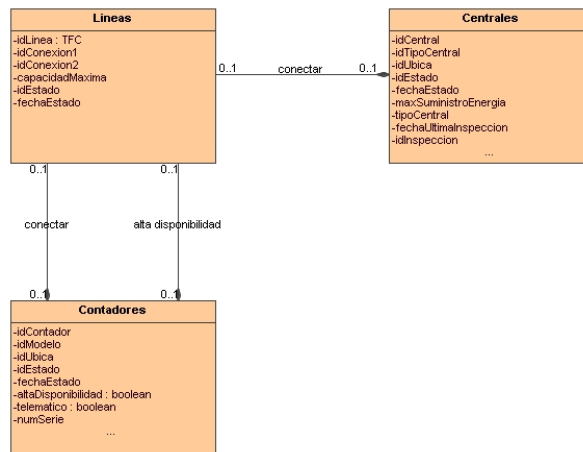 Lineas
-idLinea : TFC
-idConexion1
-idConexion2
-capacidadMaxima
-idEstado
-fechaEstado
0..1 conectar 0..1
Centrales
-idCentral
-idTipoCentral
-idUbica
-idEstado
-fechaEstado
-maxSuministroEnergia
-tipoCentral
-fechaUltimaInspeccion
-idInspeccion
...
0..1 0..1
conectar alta disponibilidad
0..1 0..1
Contadores
-idContador
-idModelo
-idUbica
-idEstado
-fechaEstado
-altaDisponibilidad : boolean
-telematico : boolean
-numSerie
...